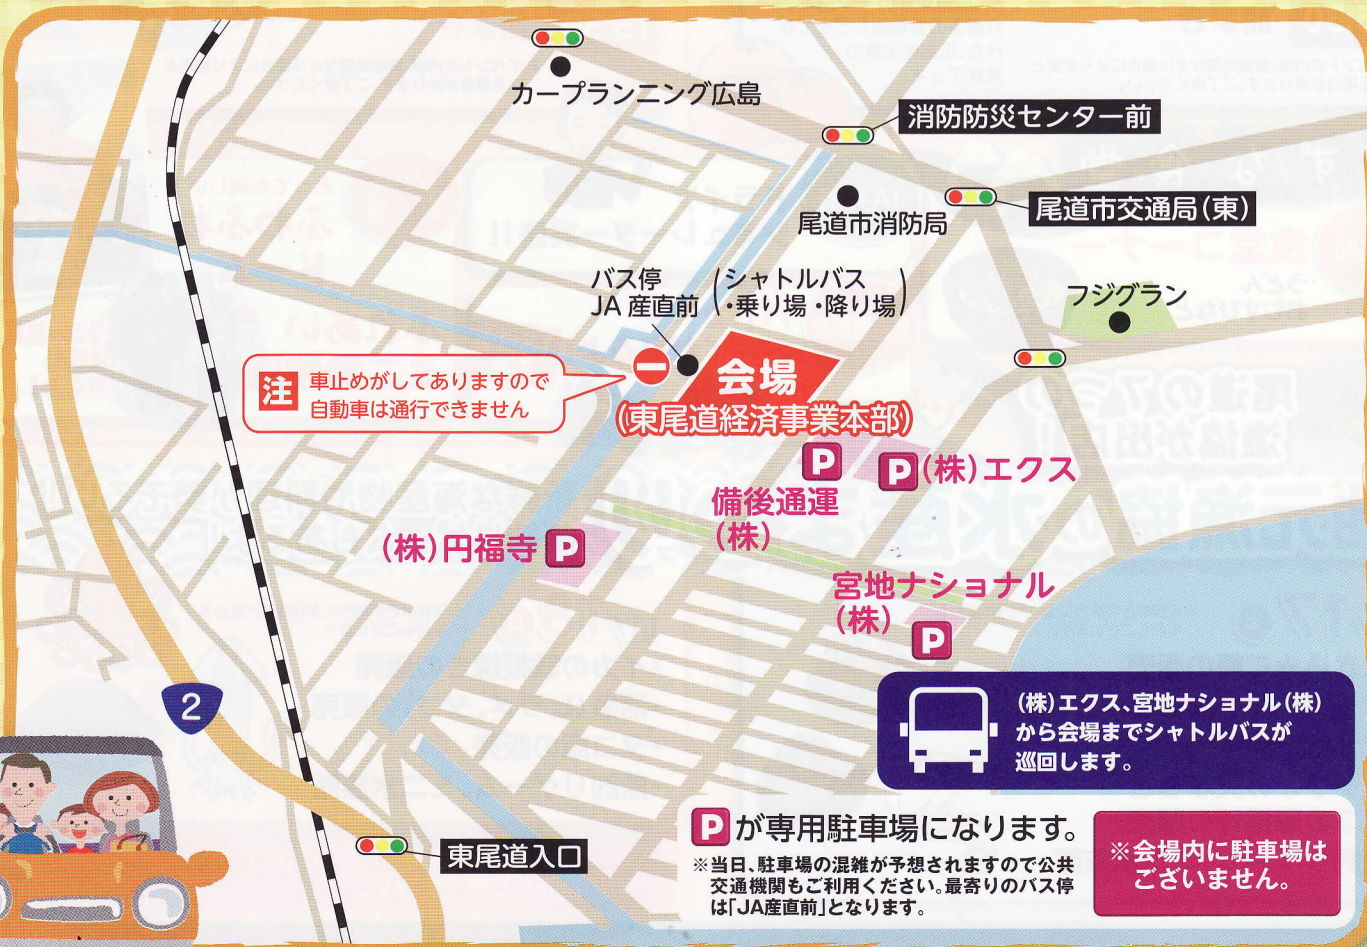 カープランニング広島
消防防災センター前
尾道市消防局
尾道市交通局(東)
バス停
JA産直前
(シャトルバス
・乗り場・降り場)
フジグラン
注
車止めがしてありますので
自動車は通行できません
会場
(東尾道経済事業本部)
P
P(株)エクス
備後通運
(株)
(株)円福寺 P
宮地ナショナル
(株)
P
2
(株)エクス、宮地ナショナル(株)
から会場までシャトルバスが
巡回します。
東尾道入口
Pが専用駐車場になります。
※当日、駐車場の混雑が予想されますので公共
交通機関もご利用ください。最寄りのバス停
は「JA産直前」となります。
※会場内に駐車場は
ございません。